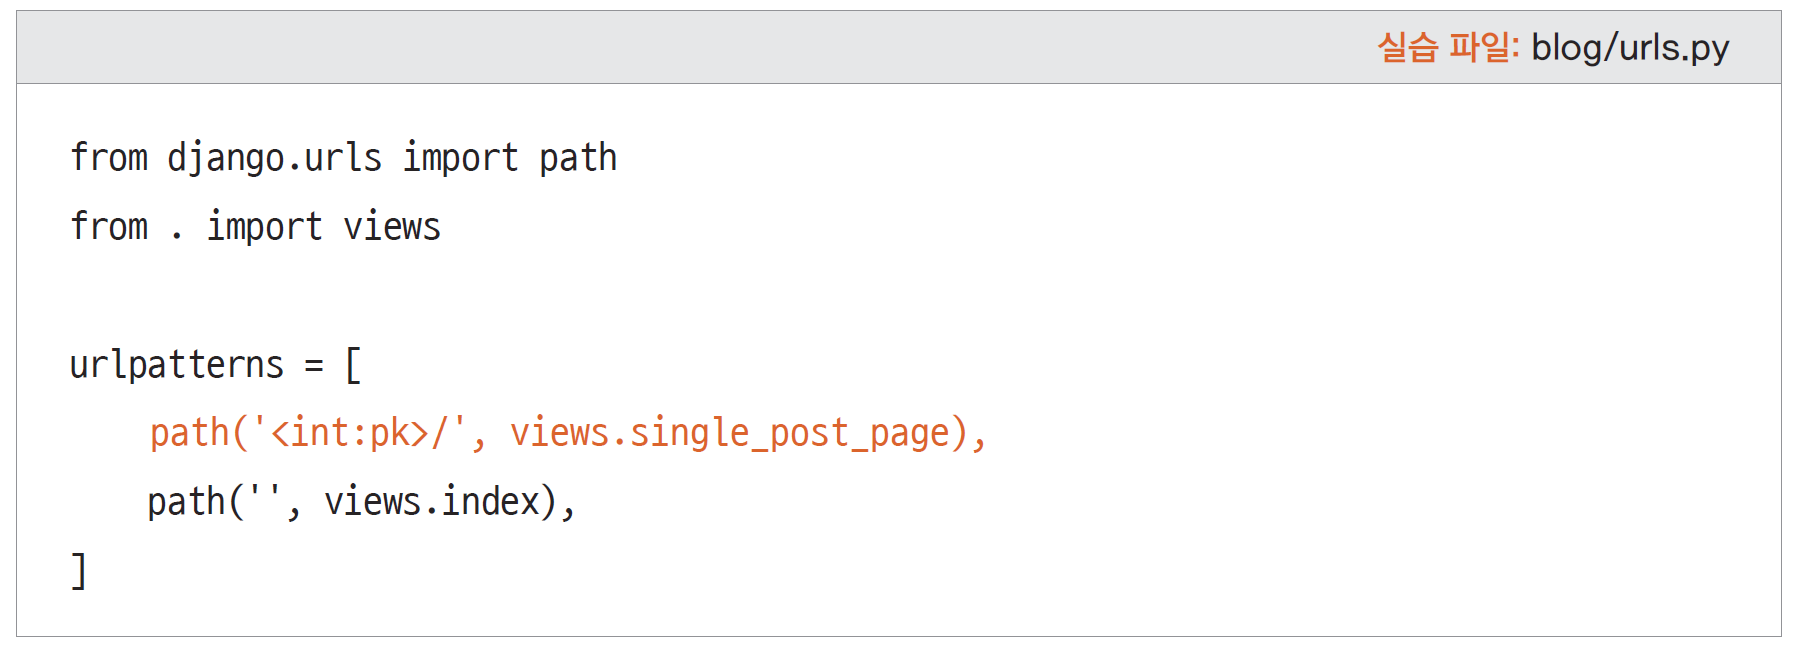 실습 파일: blog/urls.py
from django.urls import path
from . import views

urlpatterns = [
    path('<int:pk>/', views.single_post_page),
    path('', views.index),
]